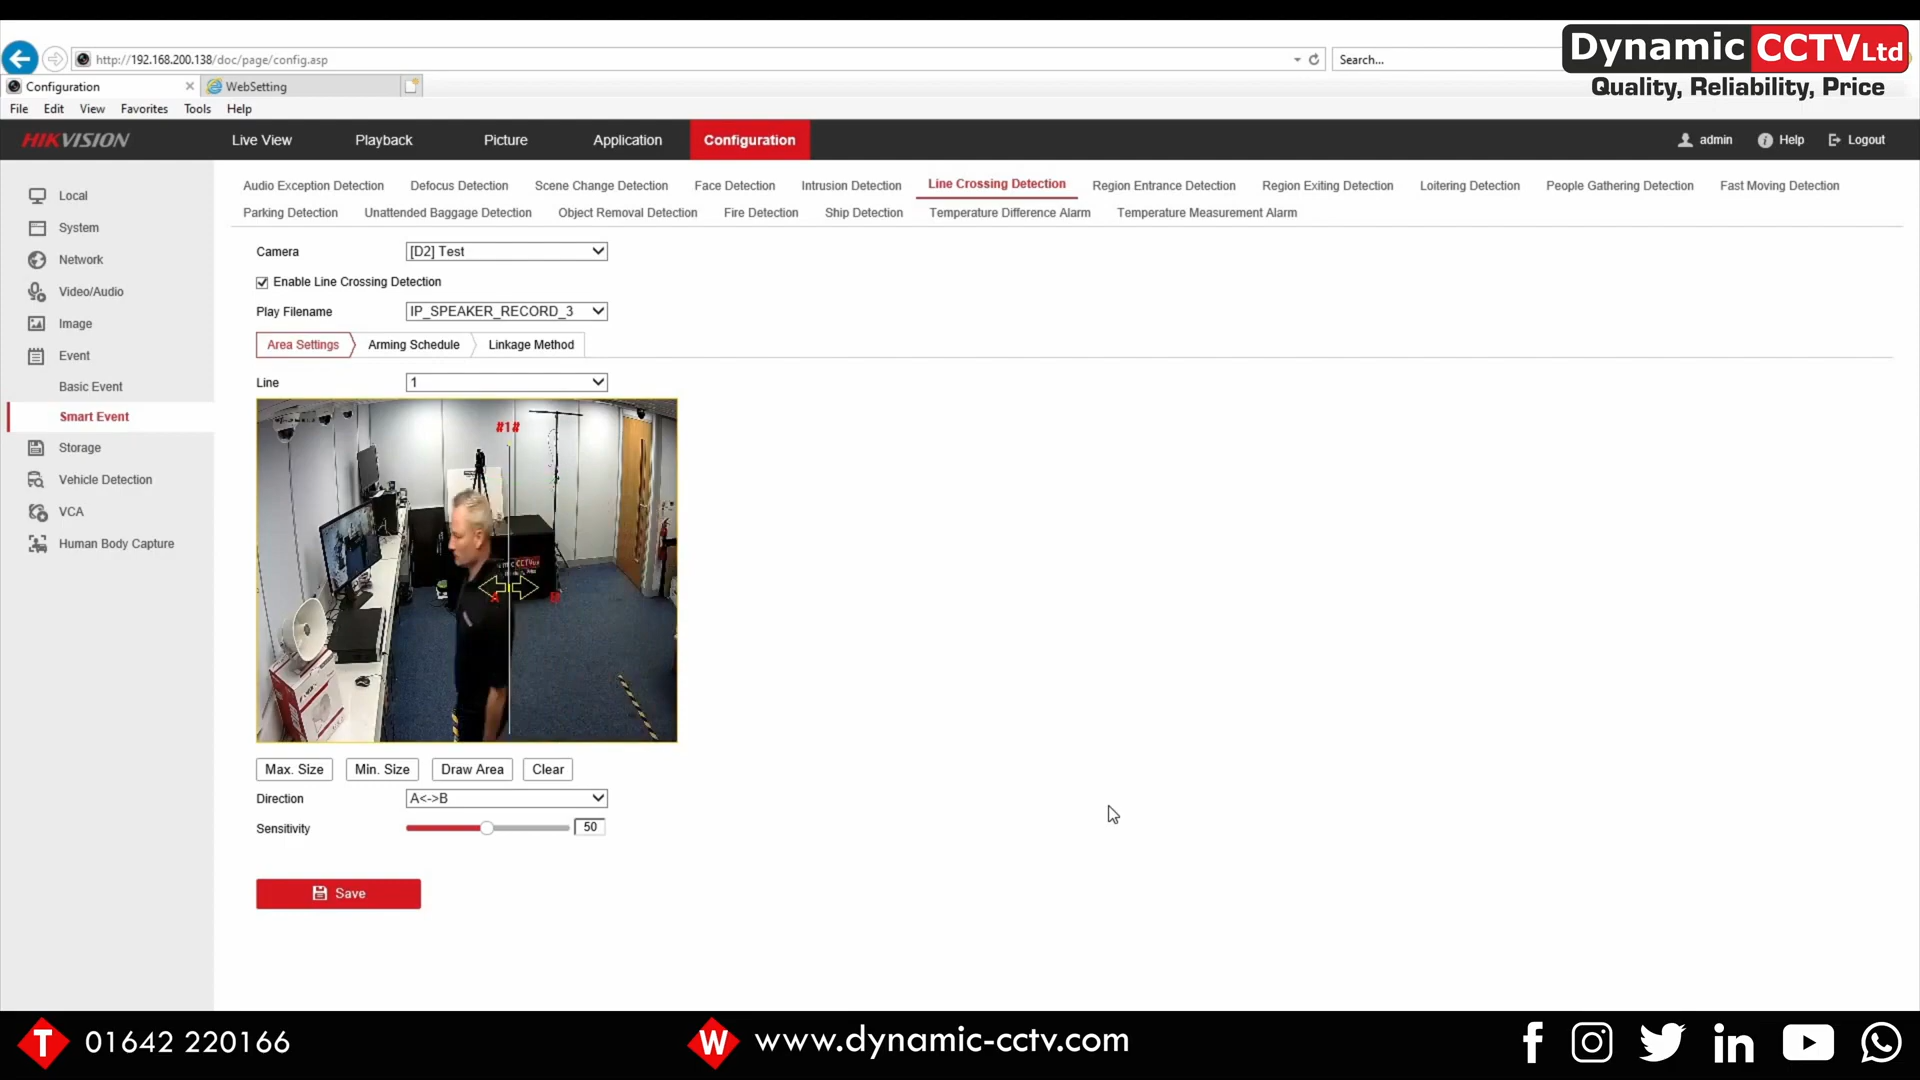 Dynamic CCTV Ltd
Quality, Reliability, Price
http://192.168.200.138/doc/page/config.asp
Search...
Configuration
WebSetting
File Edit View Favorites Tools Help
HIKVISION
Live View Playback Picture Application Configuration
admin Help Logout
Local
System
Network
Video/Audio
Image
Event
Basic Event
Smart Event
Storage
Vehicle Detection
VCA
Human Body Capture
Audio Exception Detection Defocus Detection Scene Change Detection Face Detection Intrusion Detection Line Crossing Detection Region Entrance Detection Region Exiting Detection Loitering Detection People Gathering Detection Fast Moving Detection
Parking Detection Unattended Baggage Detection Object Removal Detection Fire Detection Ship Detection Temperature Difference Alarm Temperature Measurement Alarm
Camera [D2] Test
Enable Line Crossing Detection
Play Filename IP_SPEAKER_RECORD_3
Area Settings Arming Schedule Linkage Method
Line 1
#1#
CCTV
A B
Max. Size Min. Size Draw Area Clear
Direction A<->B
Sensitivity 50
Save
T 01642 220166
W www.dynamic-cctv.com